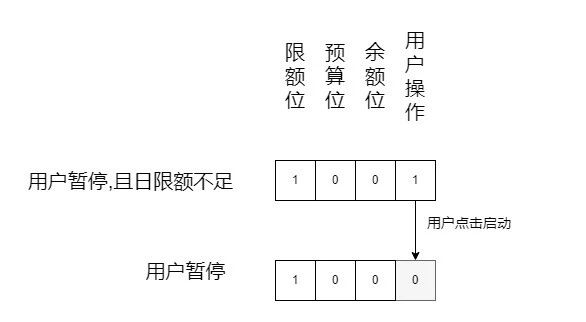 限额位
预算位
余额位
用户操作
用户暂停,且日限额不足
1 0 0 1
用户点击启动
用户暂停
1 0 0 0